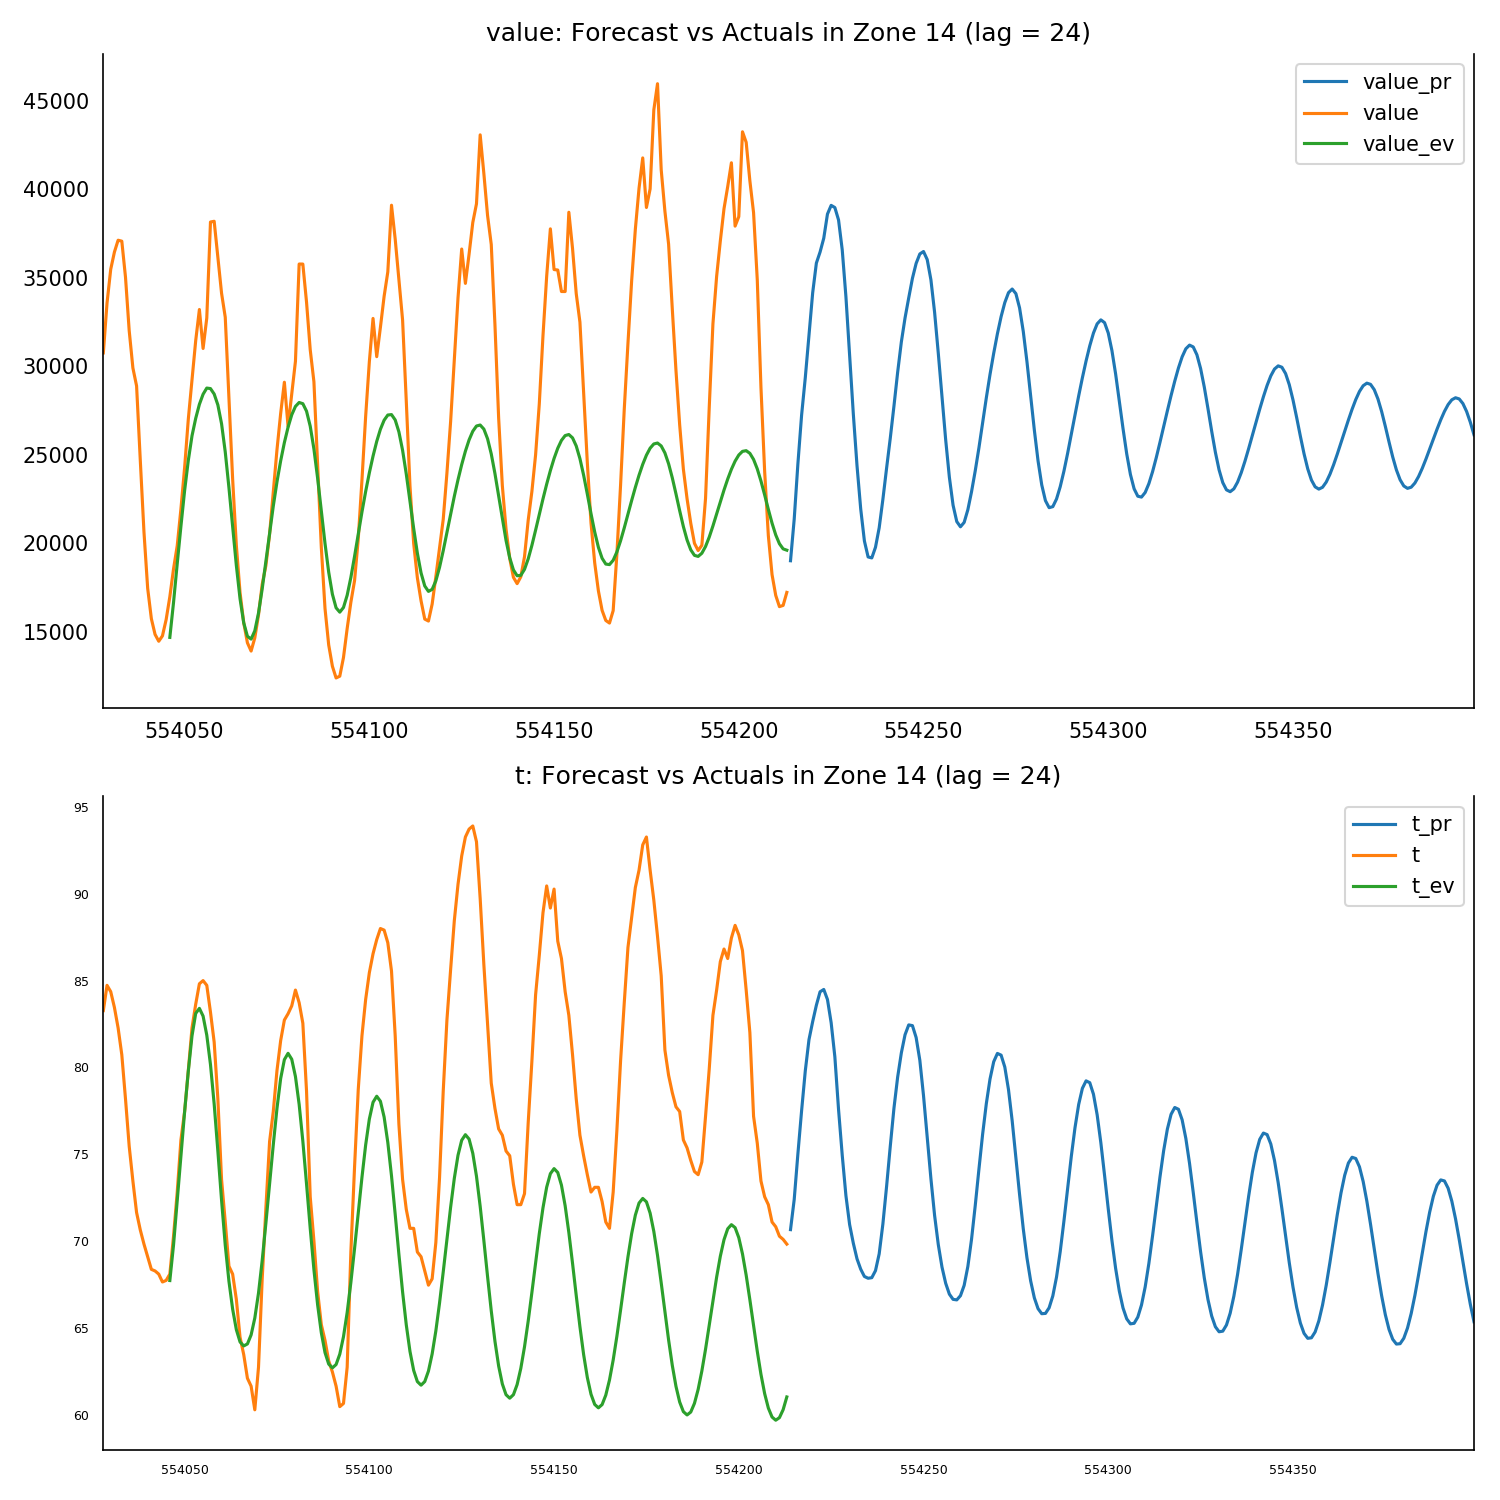 value: Forecast vs Actuals in Zone 14 (lag = 24)
value_pr
value
value_ev
45000
40000
35000
30000
25000
20000
15000
554050 554100 554150 554200 554250 554300 554350
t: Forecast vs Actuals in Zone 14 (lag = 24)
t_pr
t
t_ev
95
90
85
80
75
70
65
60
554050 554100 554150 554200 554250 554300 554350